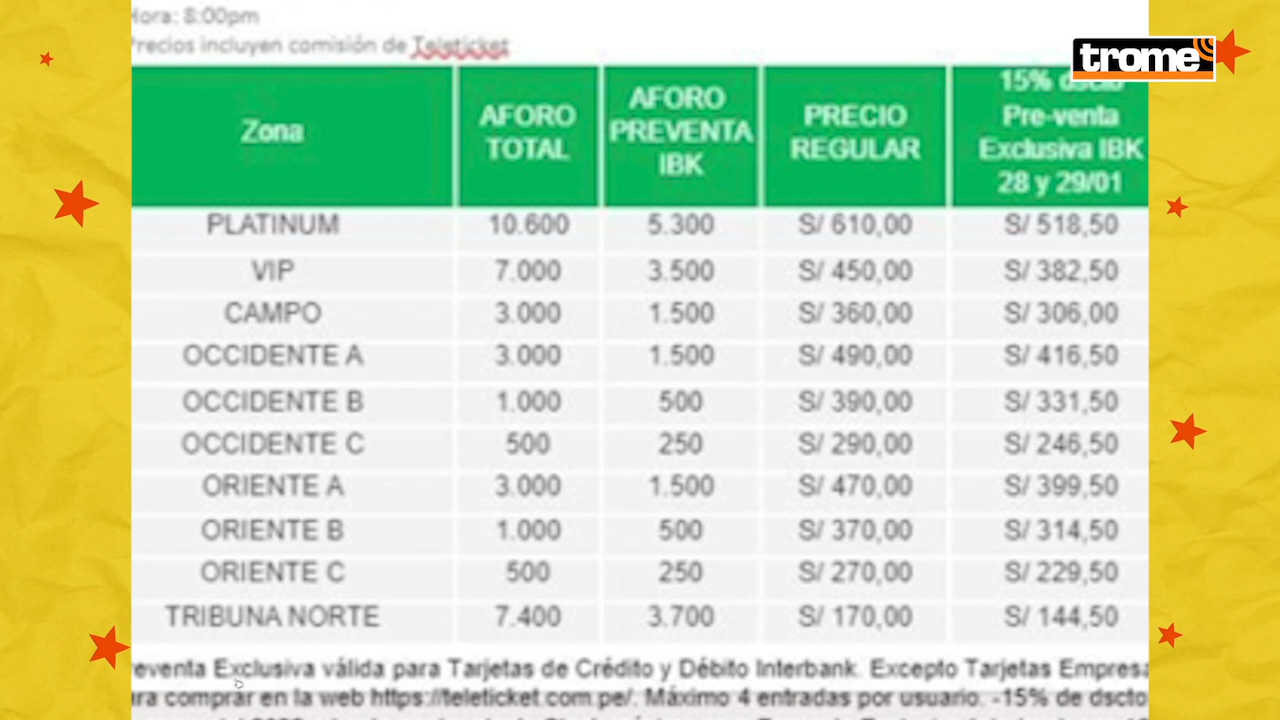 Hora: 8:00pm
Precios incluyen comisión de Teleticket
trome
Zona AFORO TOTAL AFORO PREVENTA IBK PRECIO REGULAR 15% dscto Pre-venta Exclusiva IBK 28 y 29/01
PLATINUM 10.600 5.300 S/ 610,00 S/ 518,50
VIP 7.000 3.500 S/ 450,00 S/ 382,50
CAMPO 3.000 1.500 S/ 360,00 S/ 306,00
OCCIDENTE A 3.000 1.500 S/ 490,00 S/ 416,50
OCCIDENTE B 1.000 500 S/ 390,00 S/ 331,50
OCCIDENTE C 500 250 S/ 290,00 S/ 246,50
ORIENTE A 3.000 1.500 S/ 470,00 S/ 399,50
ORIENTE B 1.000 500 S/ 370,00 S/ 314,50
ORIENTE C 500 250 S/ 270,00 S/ 229,50
TRIBUNA NORTE 7.400 3.700 S/ 170,00 S/ 144,50
reventa Exclusiva válida para Tarjetas de Crédito y Débito Interbank. Excepto Tarjetas Empresa
ara comprar en la web https://teleticket.com.pe/. Máximo 4 entradas por usuario. -15% de dscto